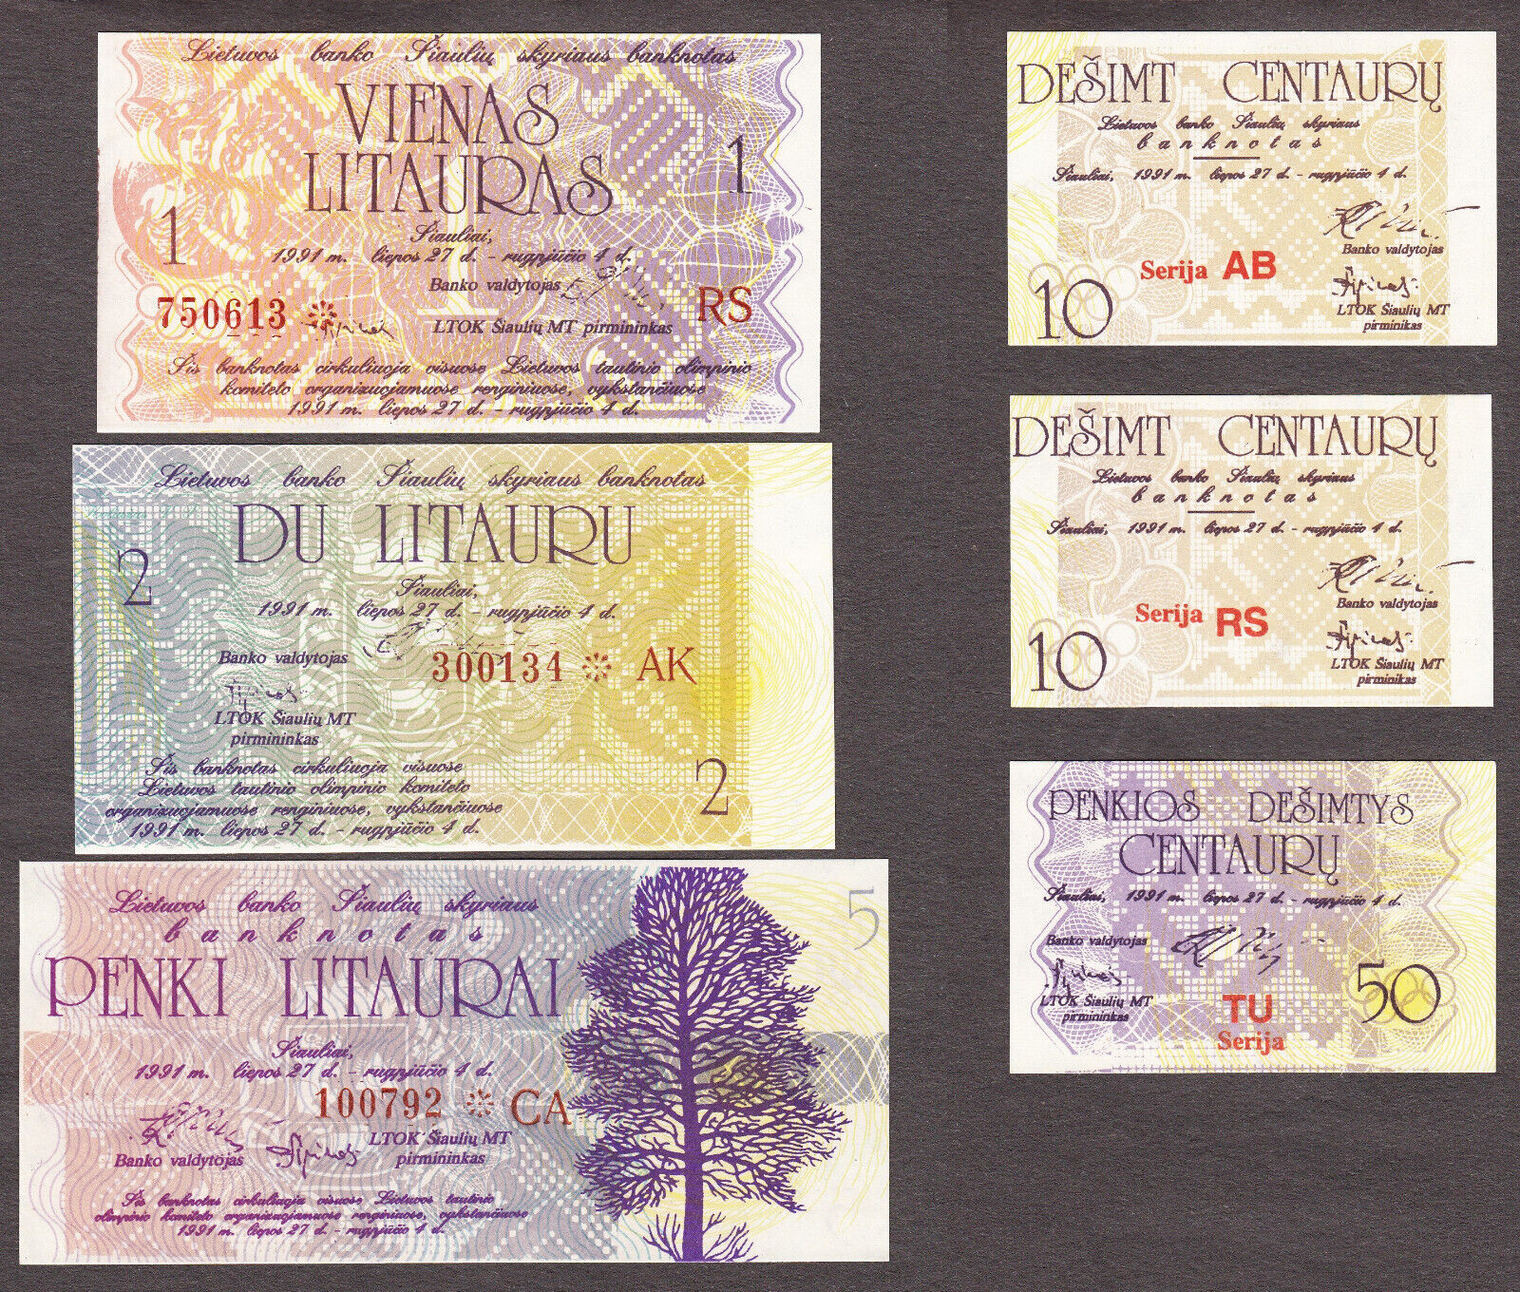 Lietuvos banko Šiaulių skyriaus banknotas
VIENAS
LITAURAS
1
1
Šiauliai,
1991 m. liepos 27 d. - rugpjūčio 4 d.
Banko valdytojas
750613
RS
LTOK Šiaulių MT pirmininkas
Šis banknotas cirkuliuoja visuose Lietuvos tautinio olimpinio
komiteto organizuojamuose renginiuose, vykstančiuose
1991 m. liepos 27 d. - rugpjūčio 4 d.
Lietuvos banko Šiaulių skyriaus banknotas
DU LITAURU
2
Šiauliai,
1991 m. liepos 27 d. - rugpjūčio 4 d.
Banko valdytojas
300134 AK
LTOK Šiaulių MT
pirmininkas
Šis banknotas cirkuliuoja visuose
Lietuvos tautinio olimpinio komiteto
organizuojamuose renginiuose, vykstančiuose
1991 m. liepos 27 d. - rugpjūčio 4 d.
2
Lietuvos banko Šiaulių skyriaus
banknotas
5
PENKI LITAURAI
Šiauliai,
1991 m. liepos 27 d. - rugpjūčio 4 d.
100792 CA
LTOK Šiaulių MT
pirmininkas
Banko valdytojas
Šis banknotas cirkuliuoja visuose Lietuvos tautinio
olimpinio komiteto organizuojamuose renginiuose, vykstančiuose
1991 m. liepos 27 d. - rugpjūčio 4 d.
DEŠIMT CENTAURŲ
Lietuvos banko Šiaulių skyriaus
banknotas
Šiauliai, 1991 m. liepos 27 d. - rugpjūčio 4 d.
Banko valdytojas
Serija AB
10
LTOK Šiaulių MT
pirminikas
DEŠIMT CENTAURŲ
Lietuvos banko Šiaulių skyriaus
banknotas
Šiauliai, 1991 m. liepos 27 d. - rugpjūčio 4 d.
Banko valdytojas
Serija RS
10
LTOK Šiaulių MT
pirminikas
PENKIOS DEŠIMTYS
CENTAURŲ
Šiauliai, 1991 m. liepos 27 d. - rugpjūčio 4 d.
Banko valdytojas
50
LTOK Šiaulių MT
pirmininkas
TU
Serija